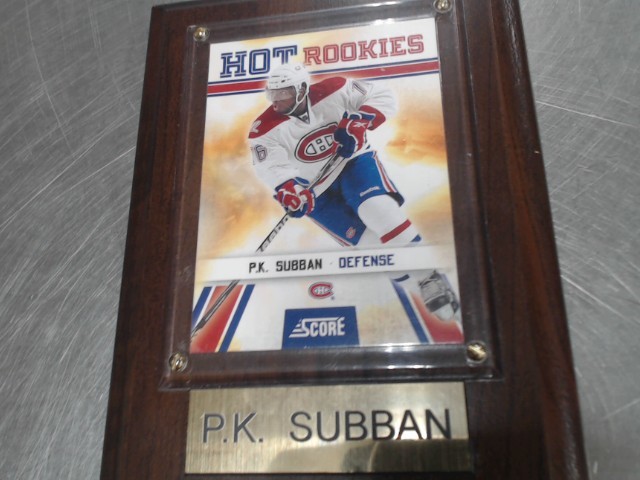 HOT ROOKIES
P.K. SUBBAN · DEFENSE
SCORE
P.K. SUBBAN